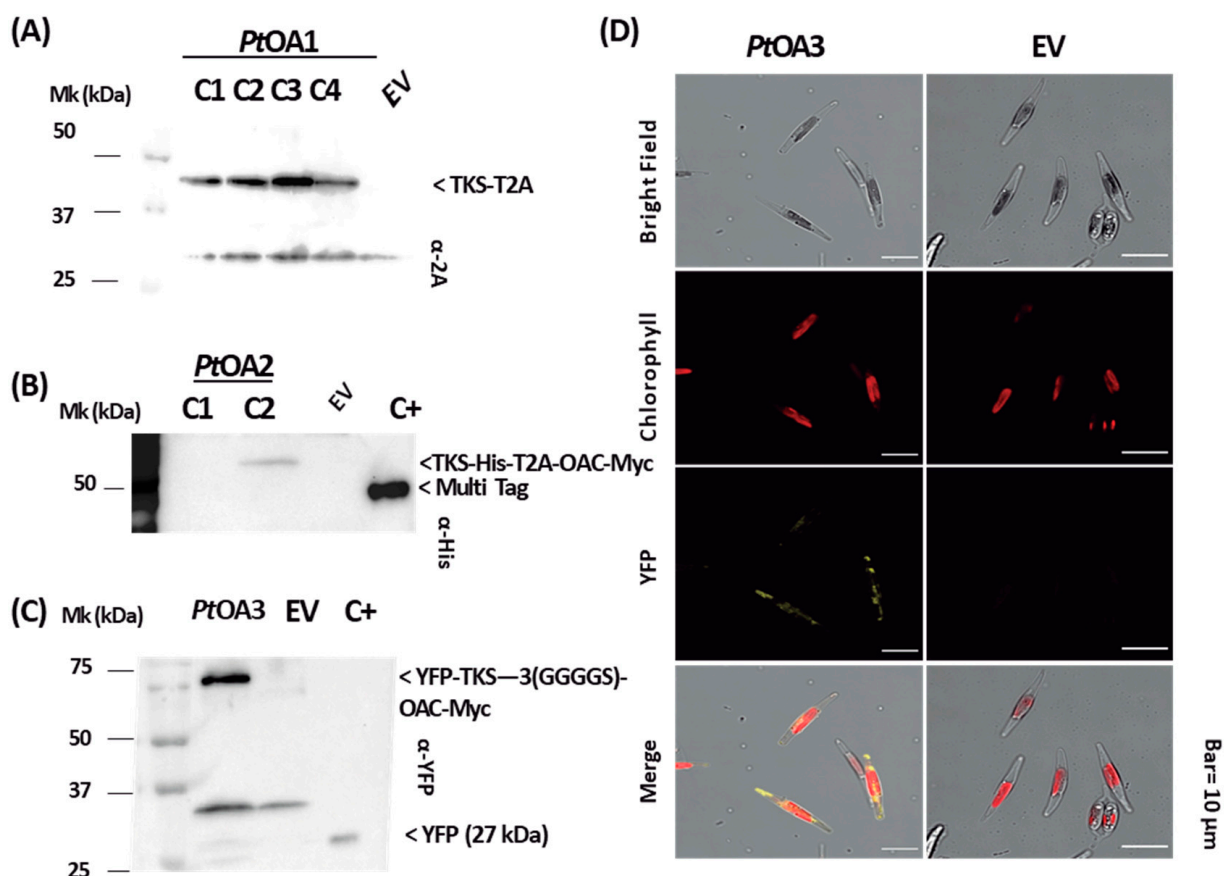 (A)
PtOA1
Mk (kDa)
C1 C2 C3 C4 EV
50
< TKS-T2A
37
α-2A
25
(B)
PtOA2
Mk (kDa)
C1 C2 EV C+
<TKS-His-T2A-OAC-Myc
50
< Multi Tag
α-His
(C)
Mk (kDa)
PtOA3 EV C+
75
< YFP-TKS—3(GGGGS)-
OAC-Myc
50
α-YFP
37
< YFP (27 kDa)
25
(D)
PtOA3 EV
Bright Field
Chlorophyll
YFP
Merge
Bar= 10 µm